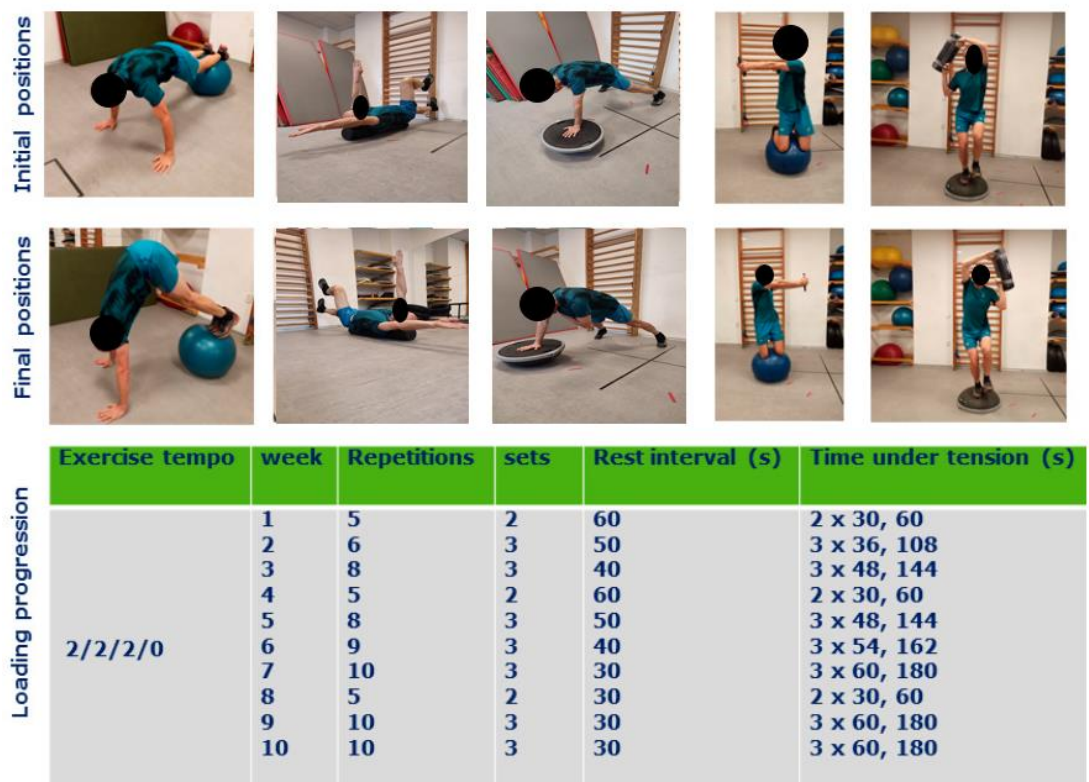 Initial positions
Final positions
Loading progression
Exercise tempo week Repetitions sets Rest interval (s) Time under tension (s)
1 5 2 60 2 x 30, 60
2 6 3 50 3 x 36, 108
3 8 3 40 3 x 48, 144
4 5 2 60 2 x 30, 60
5 8 3 50 3 x 48, 144
2/2/2/0 6 9 3 40 3 x 54, 162
7 10 3 30 3 x 60, 180
8 5 2 30 2 x 30, 60
9 10 3 30 3 x 60, 180
10 10 3 30 3 x 60, 180